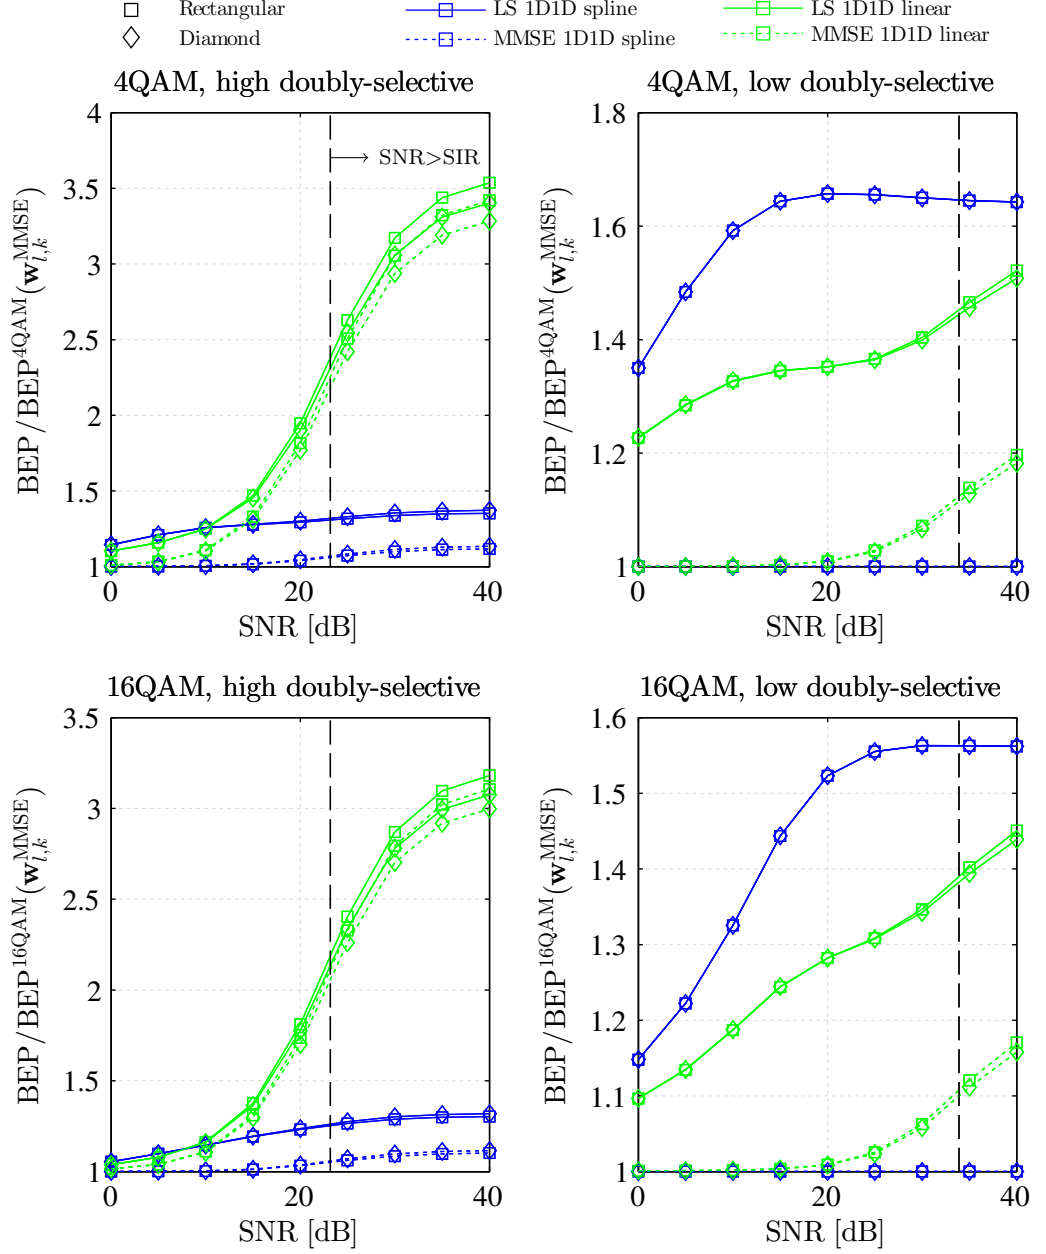 Rectangular LS 1D1D spline LS 1D1D linear
Diamond MMSE 1D1D spline MMSE 1D1D linear
4QAM, high doubly-selective
4
3.5
3
2.5
2
1.5
1
0 20 40
SNR>SIR
BEP/BEP^{4QAM}(w_{l,k}^{MMSE})
SNR [dB]
4QAM, low doubly-selective
1.8
1.6
1.4
1.2
1
0 20 40
BEP/BEP^{4QAM}(w_{l,k}^{MMSE})
SNR [dB]
16QAM, high doubly-selective
3.5
3
2.5
2
1.5
1
0 20 40
BEP/BEP^{16QAM}(w_{l,k}^{MMSE})
SNR [dB]
16QAM, low doubly-selective
1.6
1.5
1.4
1.3
1.2
1.1
1
0 20 40
BEP/BEP^{16QAM}(w_{l,k}^{MMSE})
SNR [dB]